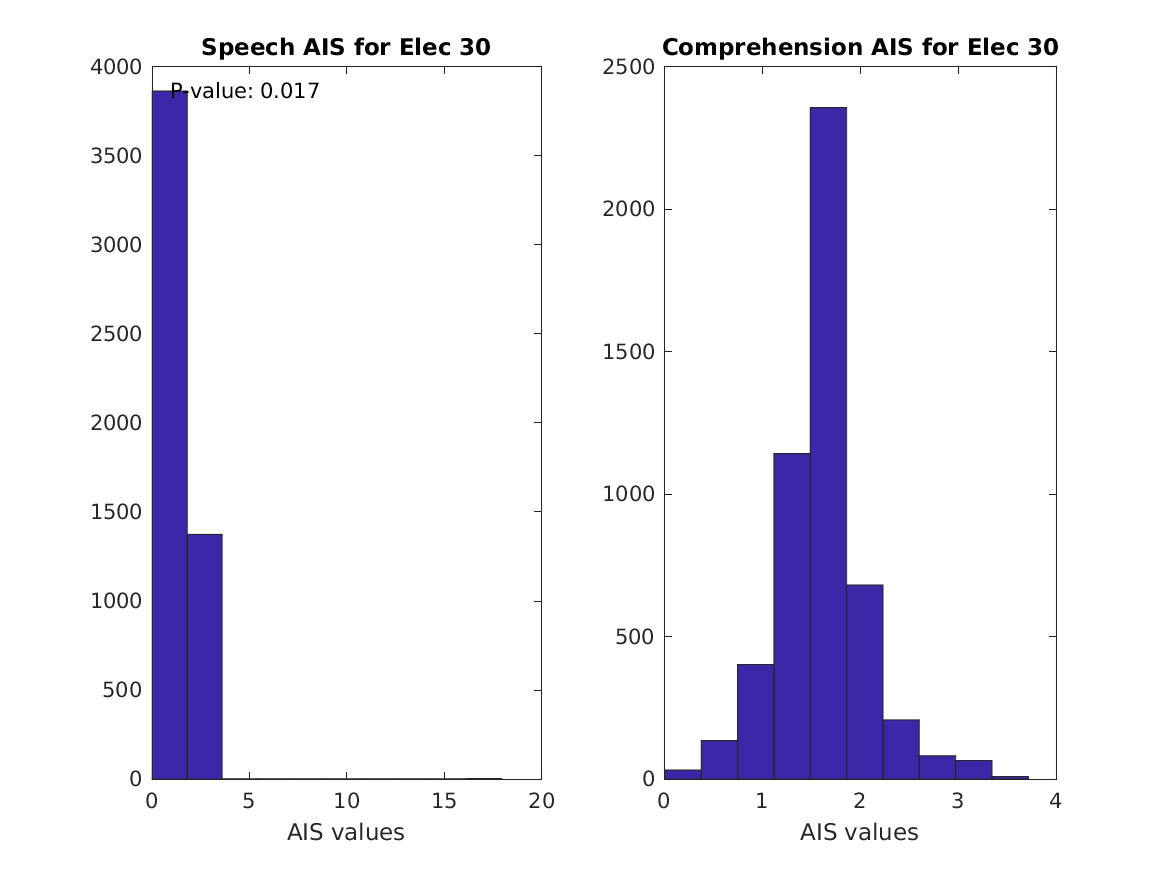 Speech AIS for Elec 30
P-value: 0.017
4000
3500
3000
2500
2000
1500
1000
500
0
0 5 10 15 20
AIS values
Comprehension AIS for Elec 30
2500
2000
1500
1000
500
0
0 1 2 3 4
AIS values